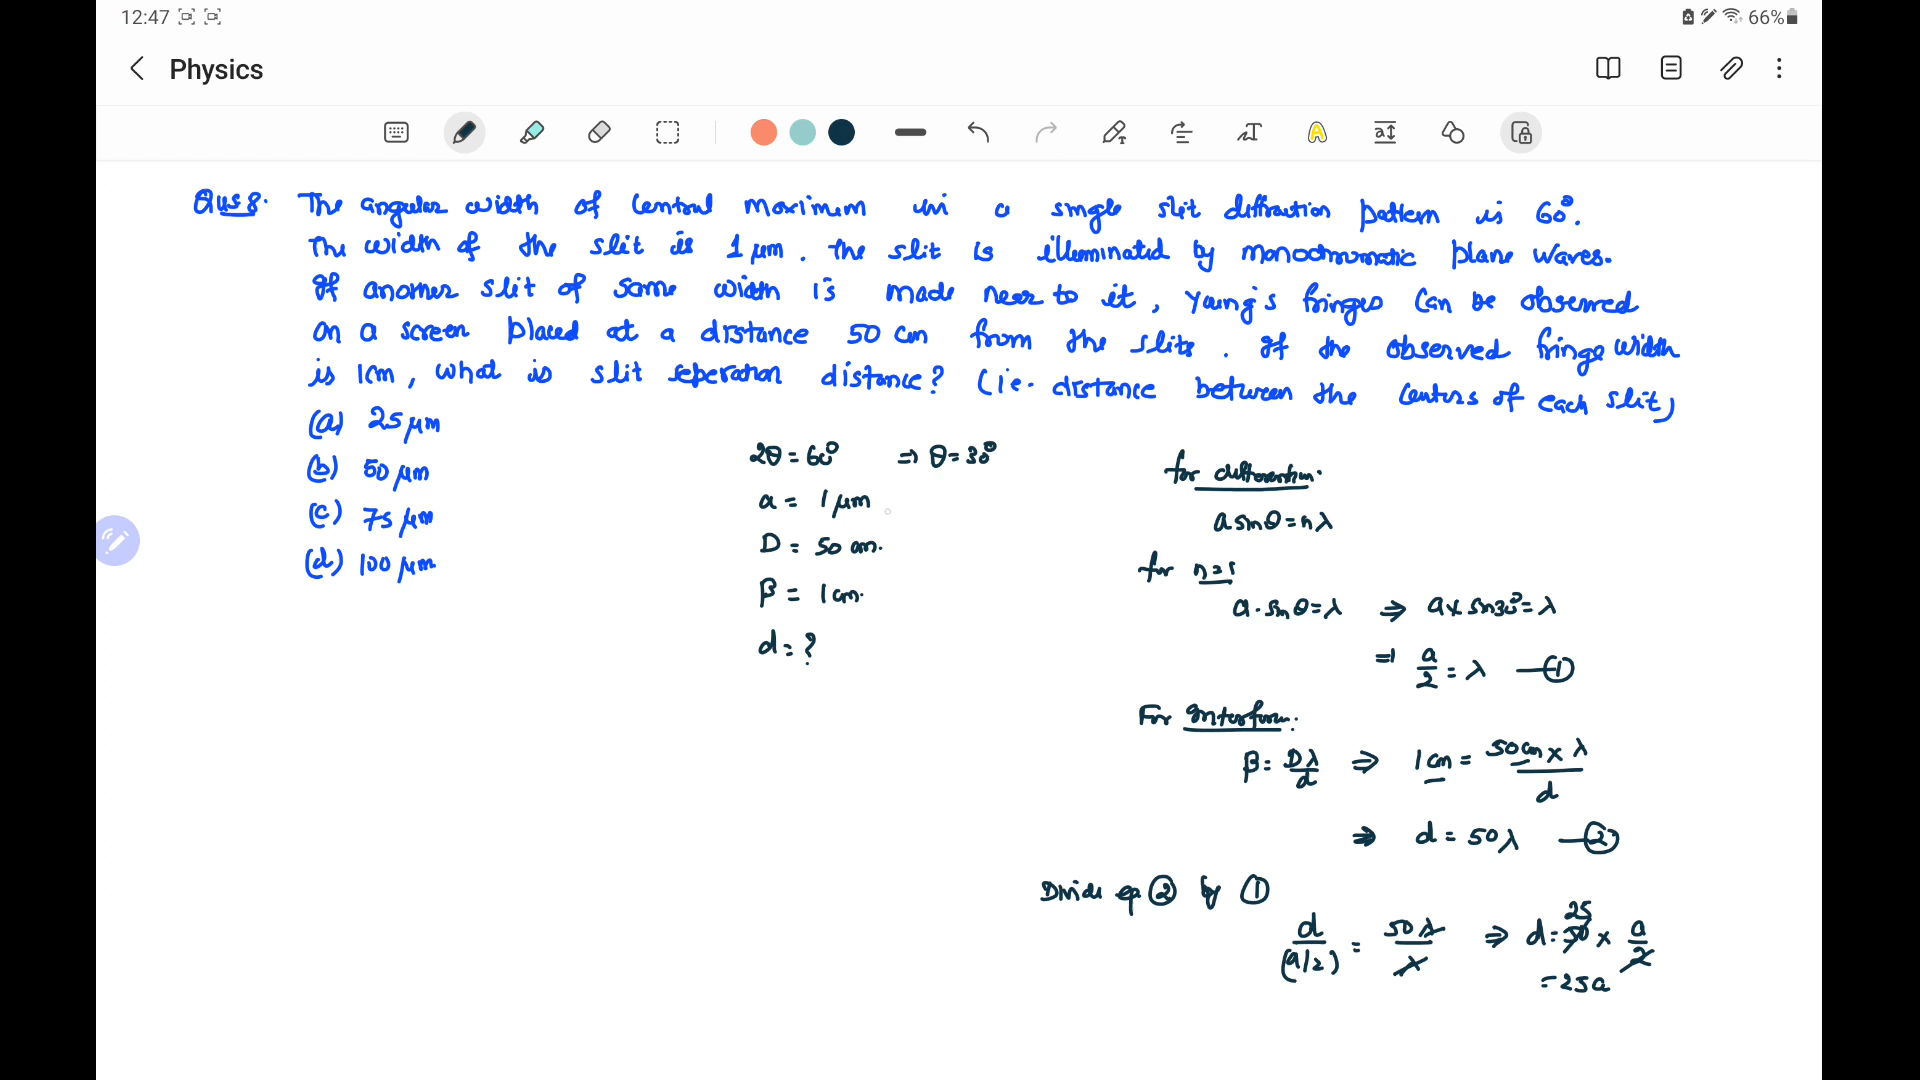 12:47
66%
Physics
Qus 8. The angular width of Central Maximum in a single slit diffraction pattern is 60°.
The width of the slit is 1 μm. The slit is illuminated by monochromatic plane waves.
If another slit of same width is made near to it, Young's fringes can be observed
on a screen placed at a distance 50 cm from the slits. If the observed fringe width
is 1cm, what is slit seperation distance? (i.e. distance between the centers of each slit)
(a) 25 μm
(b) 50 μm
(c) 75 μm
(d) 100 μm
2θ = 60° ⇒ θ = 30°
a = 1 μm
D = 50 cm.
β = 1 cm.
d = ?
for diffraction.
a sinθ = nλ
for n=1
a · sinθ = λ ⇒ a × sin30° = λ
⇒ a/2 = λ —①
For
β = Dλ/d ⇒ 1 cm = 50cm × λ / d
⇒ d = 50λ —②
Divide eq ② by ①
d/(a/2) = 50λ/λ ⇒ d = 50 × a/2
25
= 25a